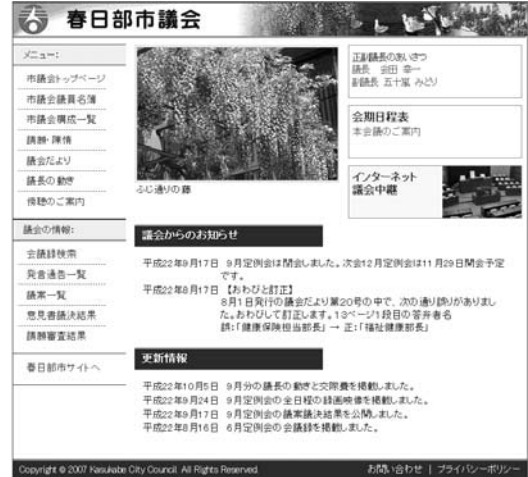 春日部市議会
メニュー:
市議会トップページ
市議会議員名簿
市議会構成一覧
請願・陳情
議会だより
議長の動き
傍聴のご案内
議会の情報:
会議録検索
発言通告一覧
議案一覧
意見書議決結果
請願審査結果
春日部市サイトへ
ふじ通りの藤
正副議長のあいさつ
議長 会田 幸一
副議長 五十嵐 みどり
会期日程表
本会議のご案内
インターネット
議会中継
議会からのお知らせ
平成22年9月17日 9月定例会は閉会しました。次会12月定例会は11月29日開会予定
です。
平成22年8月17日 【おわびと訂正】
8月1日発行の議会だより第20号の中で、次の通り誤りがありまし
た。おわびして訂正します。13ページ1段目の答弁者名
誤:「健康保険担当部長」 → 正:「福祉健康部長」
更新情報
平成22年10月5日 9月分の議長の動きと交際費を掲載しました。
平成22年9月24日 9月定例会の全日程の録画映像を掲載しました。
平成22年9月17日 9月定例会の議案議決結果を公開しました。
平成22年8月16日 6月定例会の会議録を掲載しました。
Copyright © 2007 Kasukabe City Council. All Rights Reserved.
お問い合わせ | プライバシーポリシー